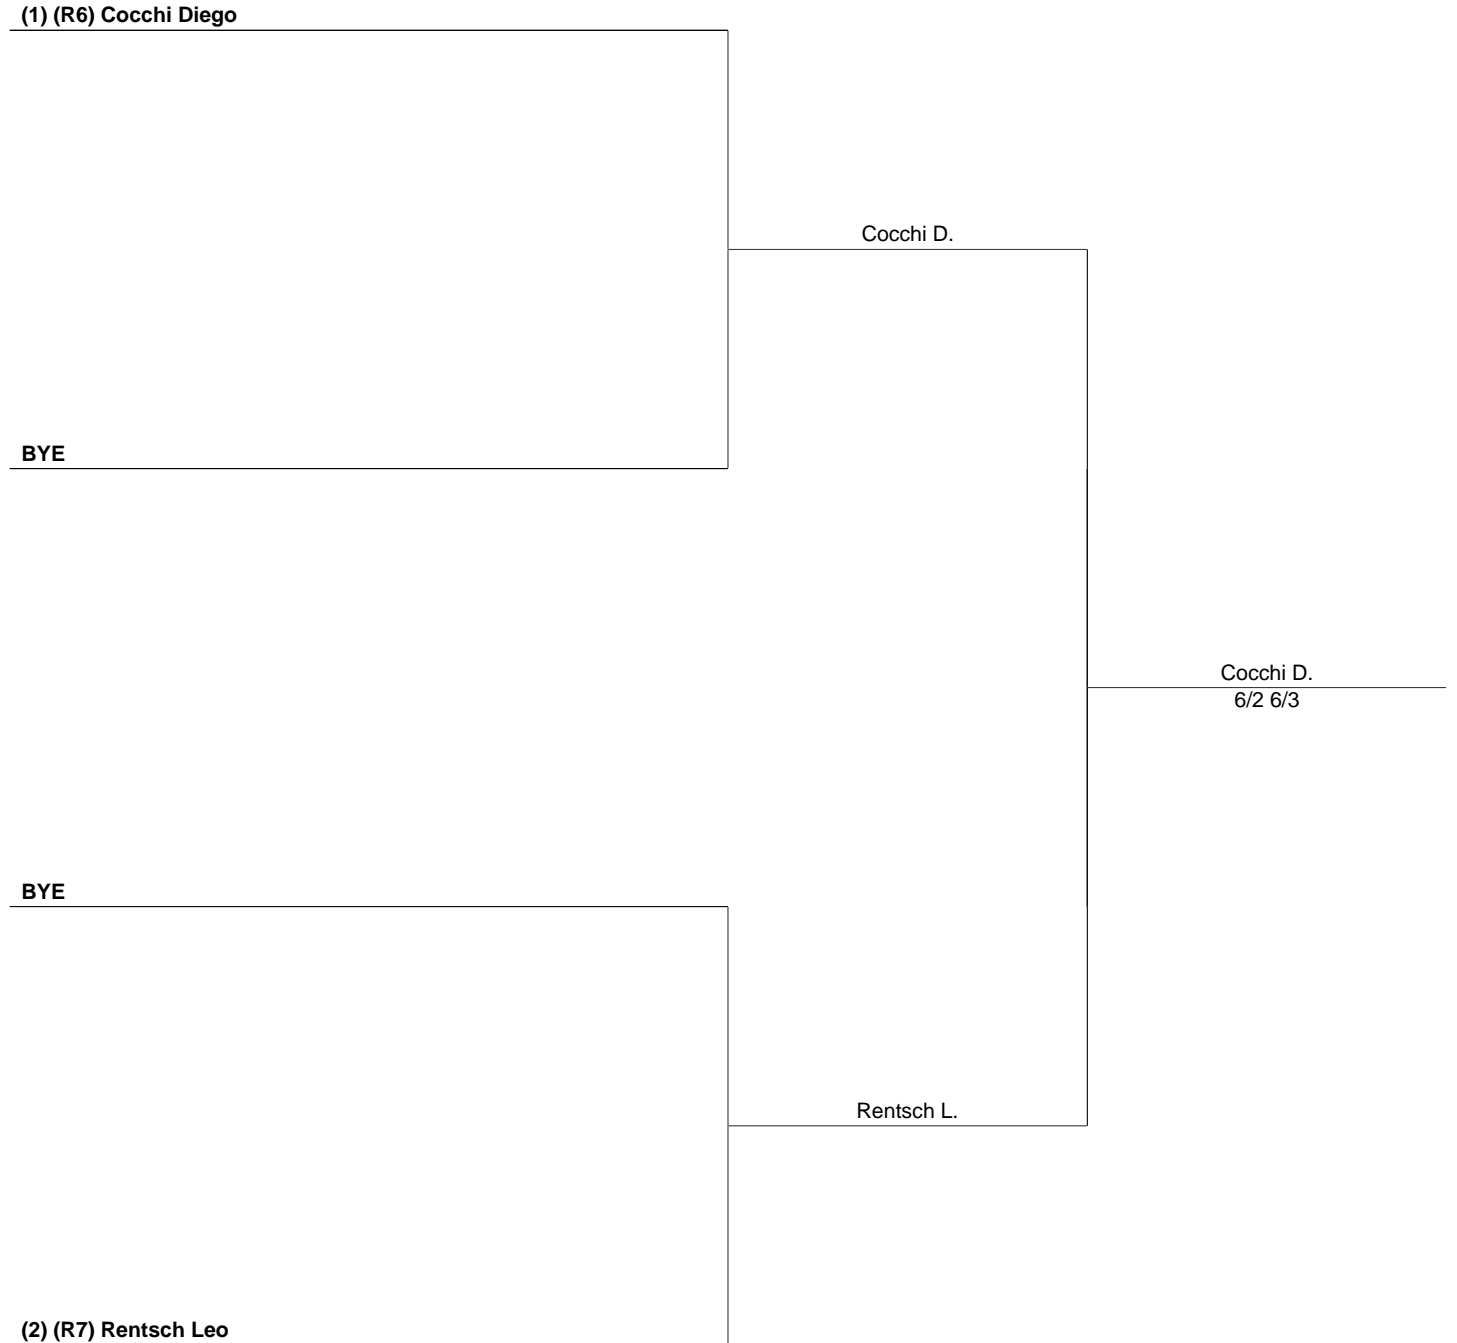 (1) (R6) Cocchi Diego
Cocchi D.
BYE
Cocchi D.
6/2 6/3
BYE
Rentsch L.
(2) (R7) Rentsch Leo